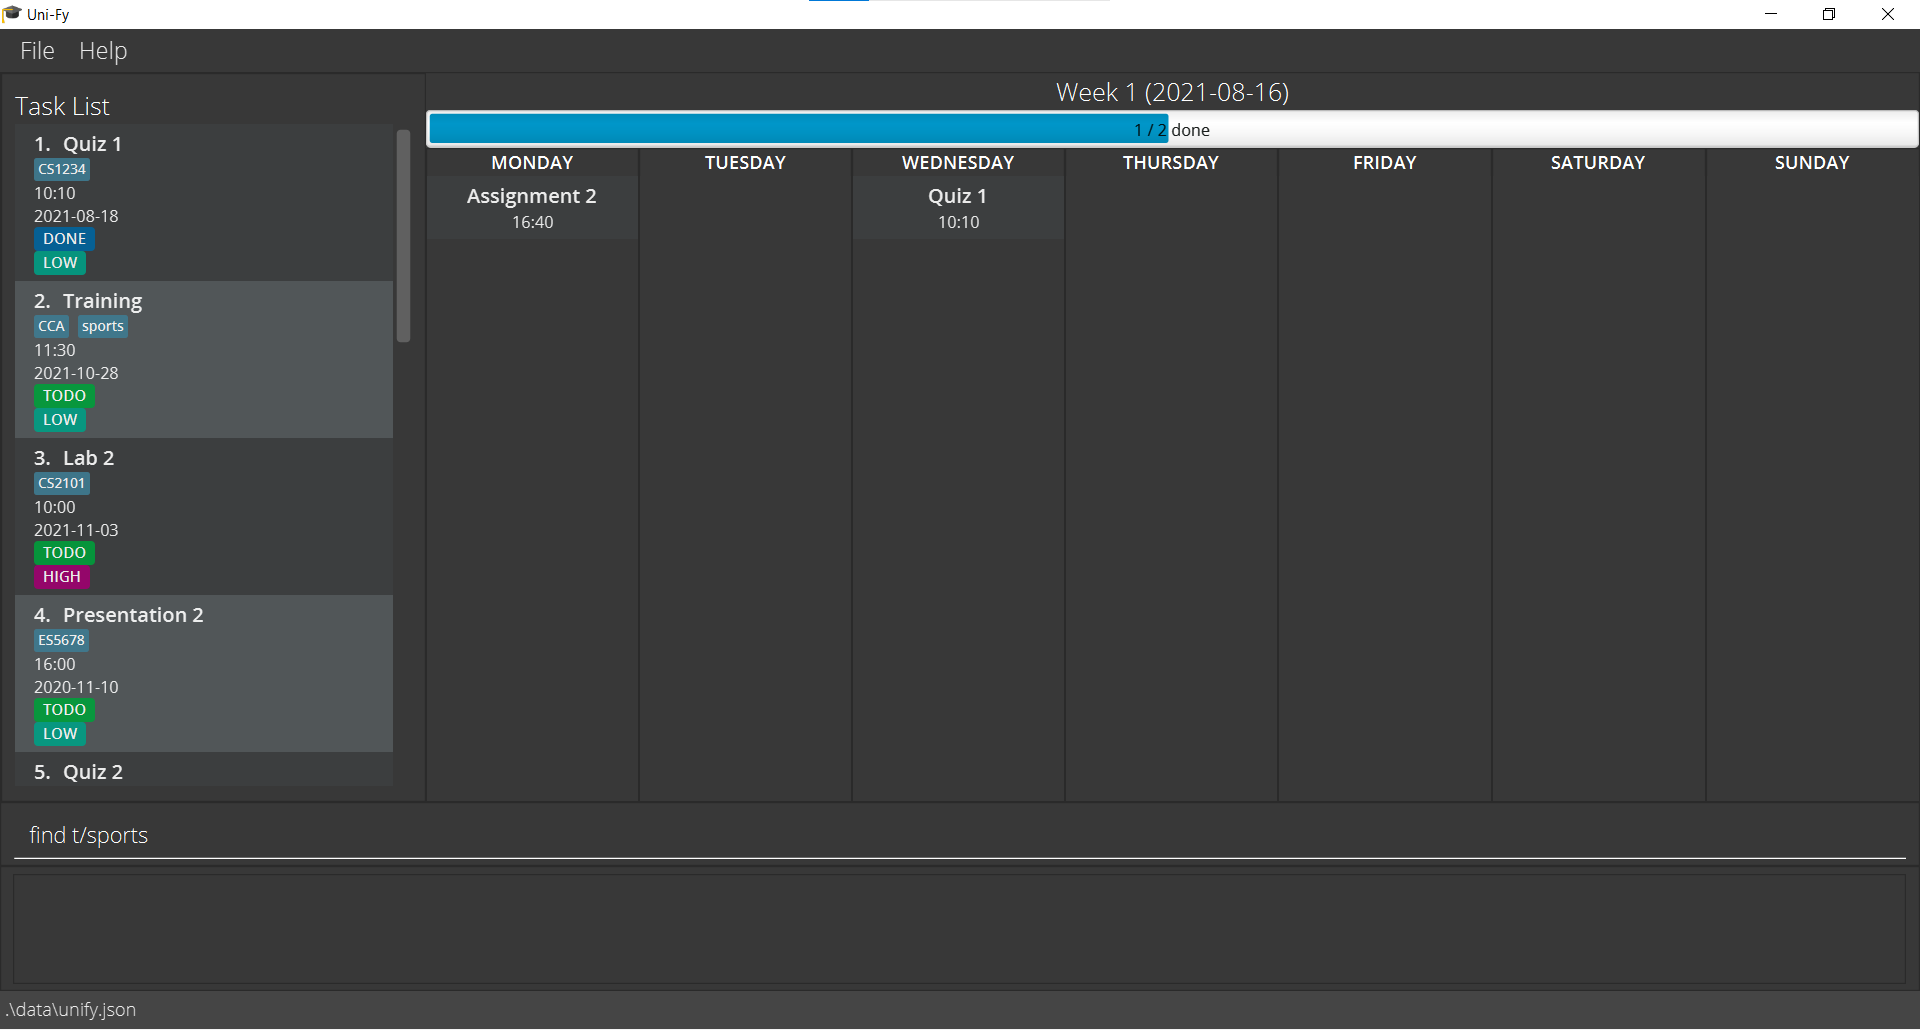 Uni-Fy
File Help
Task List
1. Quiz 1
CS1234
10:10
2021-08-18
DONE
LOW
2. Training
CCA sports
11:30
2021-10-28
TODO
LOW
3. Lab 2
CS2101
10:00
2021-11-03
TODO
HIGH
4. Presentation 2
ES5678
16:00
2020-11-10
TODO
LOW
5. Quiz 2
Week 1 (2021-08-16)
1 / 2 done
MONDAY TUESDAY WEDNESDAY THURSDAY FRIDAY SATURDAY SUNDAY
Assignment 2
16:40
Quiz 1
10:10
find t/sports
.\data\unify.json